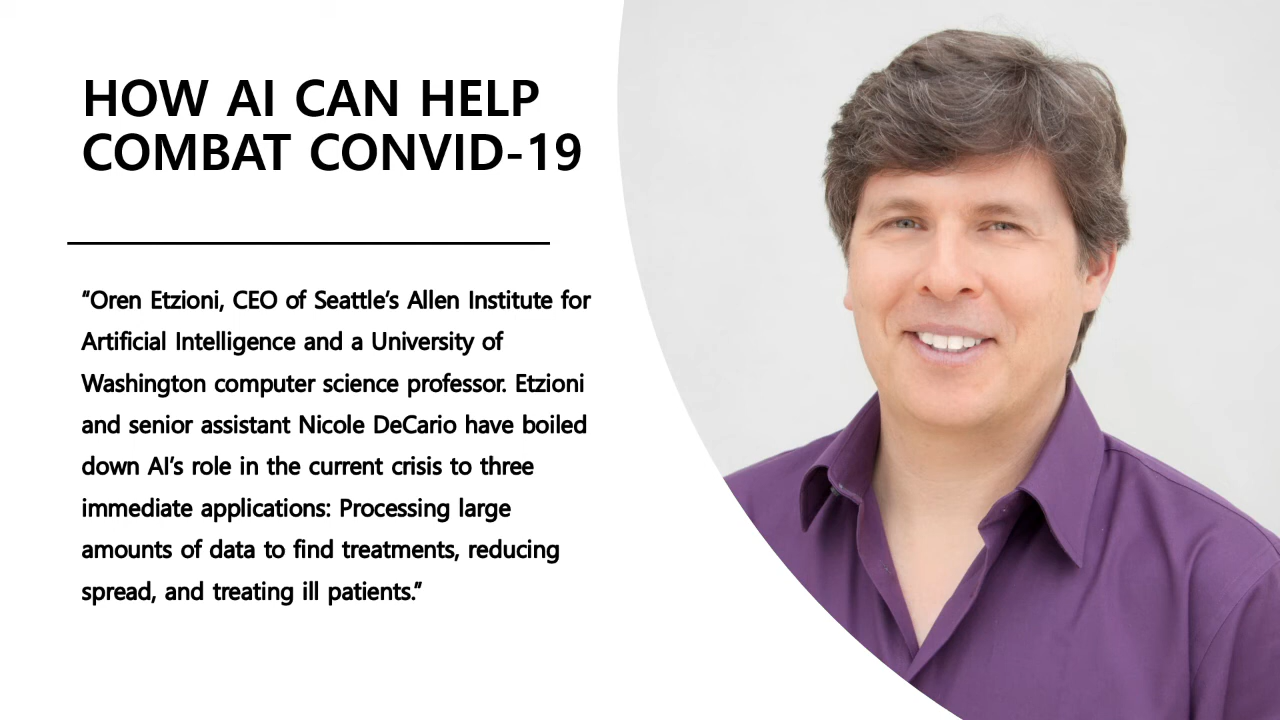 HOW AI CAN HELP
COMBAT CONVID-19
“Oren Etzioni, CEO of Seattle’s Allen Institute for
Artificial Intelligence and a University of
Washington computer science professor. Etzioni
and senior assistant Nicole DeCario have boiled
down AI’s role in the current crisis to three
immediate applications: Processing large
amounts of data to find treatments, reducing
spread, and treating ill patients.”